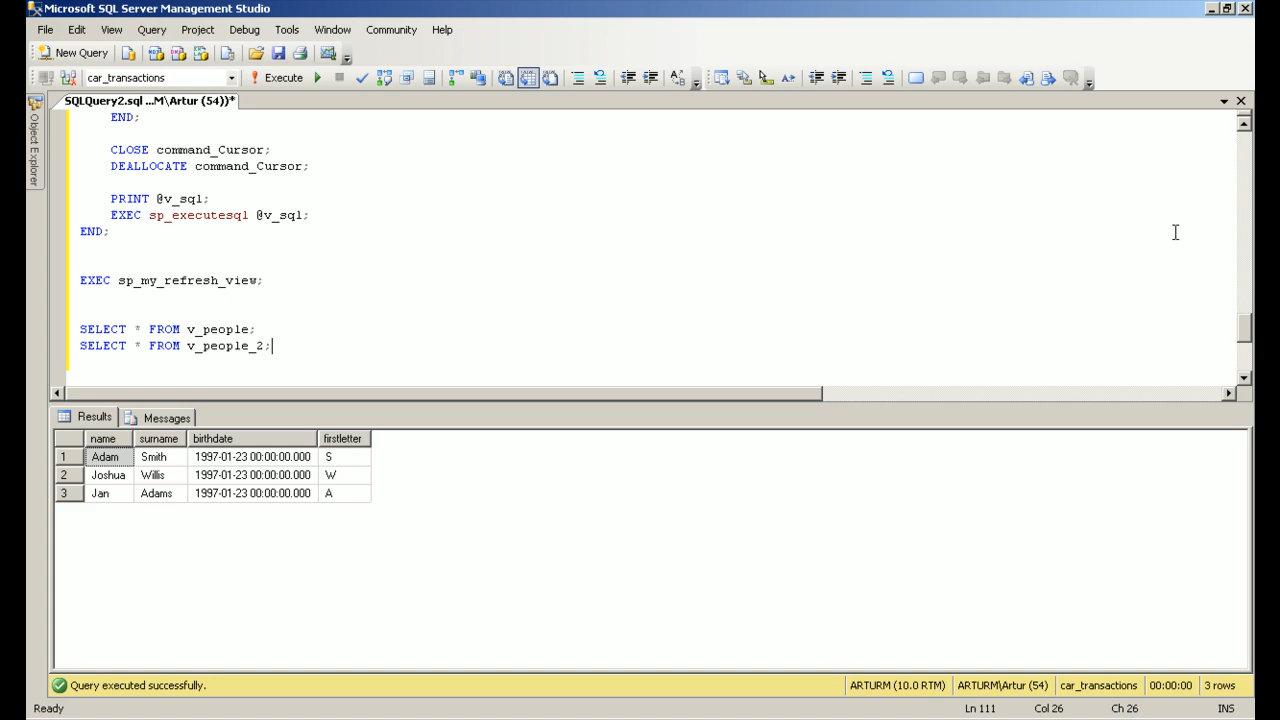 Microsoft SQL Server Management Studio
File Edit View Query Project Debug Tools Window Community Help
New Query
car_transactions Execute
SQLQuery2.sql ...M\Artur (54))*
Object Explorer
END;
CLOSE command_Cursor;
DEALLOCATE command_Cursor;
PRINT @v_sql;
EXEC sp_executesql @v_sql;
END;
EXEC sp_my_refresh_view;
SELECT * FROM v_people;
SELECT * FROM v_people_2;
Results Messages
name surname birthdate firstletter
1 Adam Smith 1997-01-23 00:00:00.000 S
2 Joshua Willis 1997-01-23 00:00:00.000 W
3 Jan Adams 1997-01-23 00:00:00.000 A
Query executed successfully. ARTURM (10.0 RTM) ARTURM\Artur (54) car_transactions 00:00:00 3 rows
Ready Ln 111 Col 26 Ch 26 INS